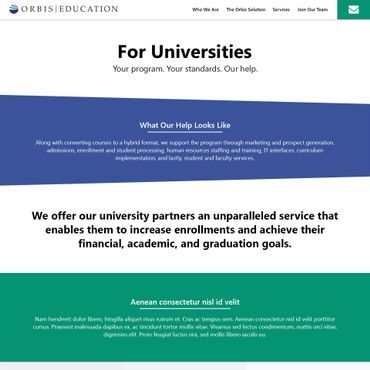 ORBIS | EDUCATION
Who We Are The Orbis Solution Services Join Our Team
For Universities
Your program. Your standards. Our help.
What Our Help Looks Like
Along with converting courses to a hybrid format, we support the program through marketing and prospect generation,
admissions, enrollment and student processing, human resources staffing and training, IT interfaces, curriculum
implementation, and lastly, student and faculty services.
We offer our university partners an unparalleled service that
enables them to increase enrollments and achieve their
financial, academic, and graduation goals.
Aenean consectetur nisl id velit
Nam hendrerit dolor libero, fringilla aliquet risus rutrum et. Cras ac tempus sem. Aenean consectetur nisl id velit porttitor
cursus. Praesent malesuada dapibus ex, ac tincidunt tortor mollis vitae. Vivamus sed lectus condimentum, mattis orci vitae,
dignissim elit. Proin feugiat luctus nisi, sed mollis libero iaculis eu.